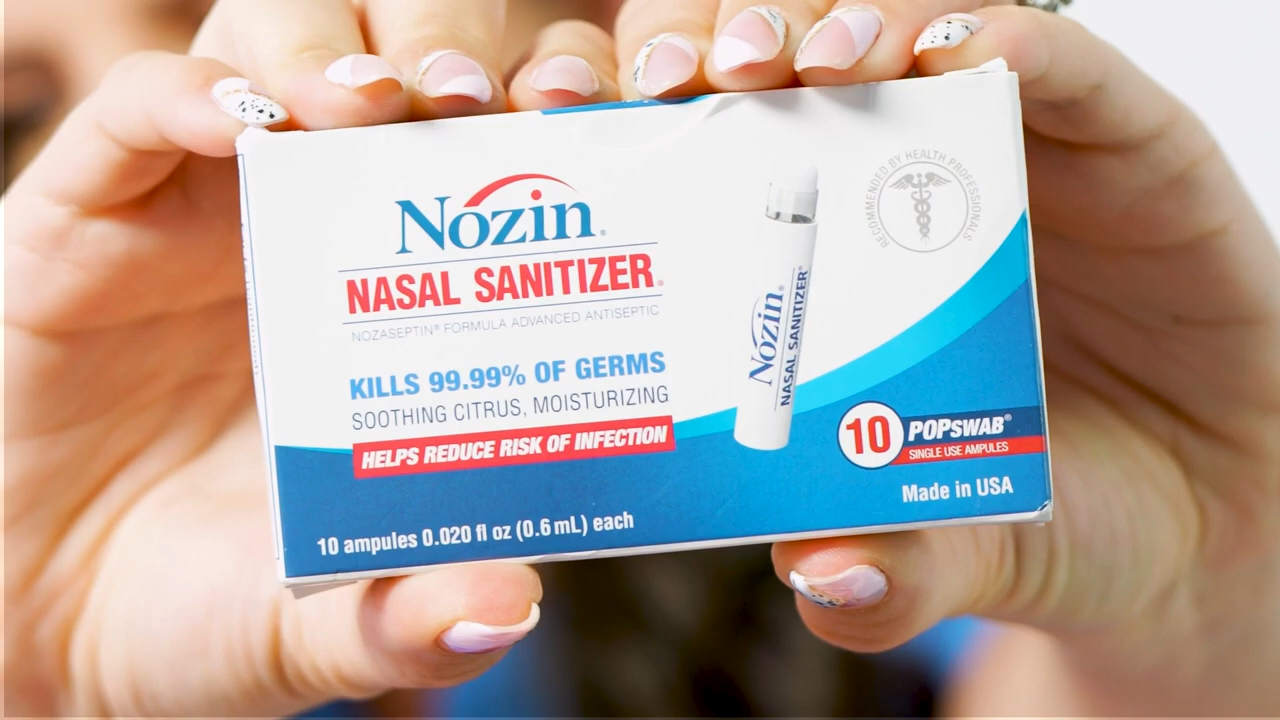 Nozin®
NASAL SANITIZER®
NOZASEPTIN® FORMULA ADVANCED ANTISEPTIC
KILLS 99.99% OF GERMS
SOOTHING CITRUS, MOISTURIZING
HELPS REDUCE RISK OF INFECTION
10 ampules 0.020 fl oz (0.6 mL) each
Nozin®
NASAL SANITIZER®
RECOMMENDED BY HEALTH PROFESSIONALS
10 POPSWAB®
SINGLE USE AMPULES
Made in USA